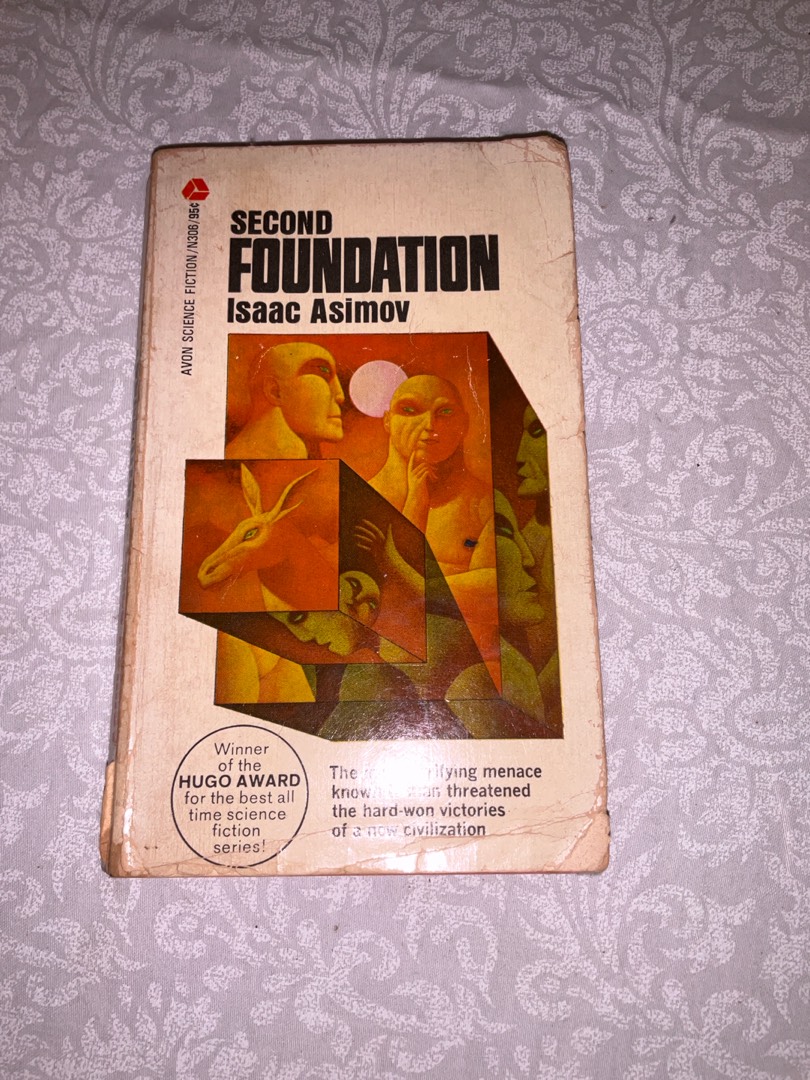 AVON SCIENCE FICTION/N306/95¢
SECOND
FOUNDATION
Isaac Asimov
Winner
of the
HUGO AWARD
for the best all
time science
fiction
series!
The menace
threatened
the hard-won victories
of a new civilization